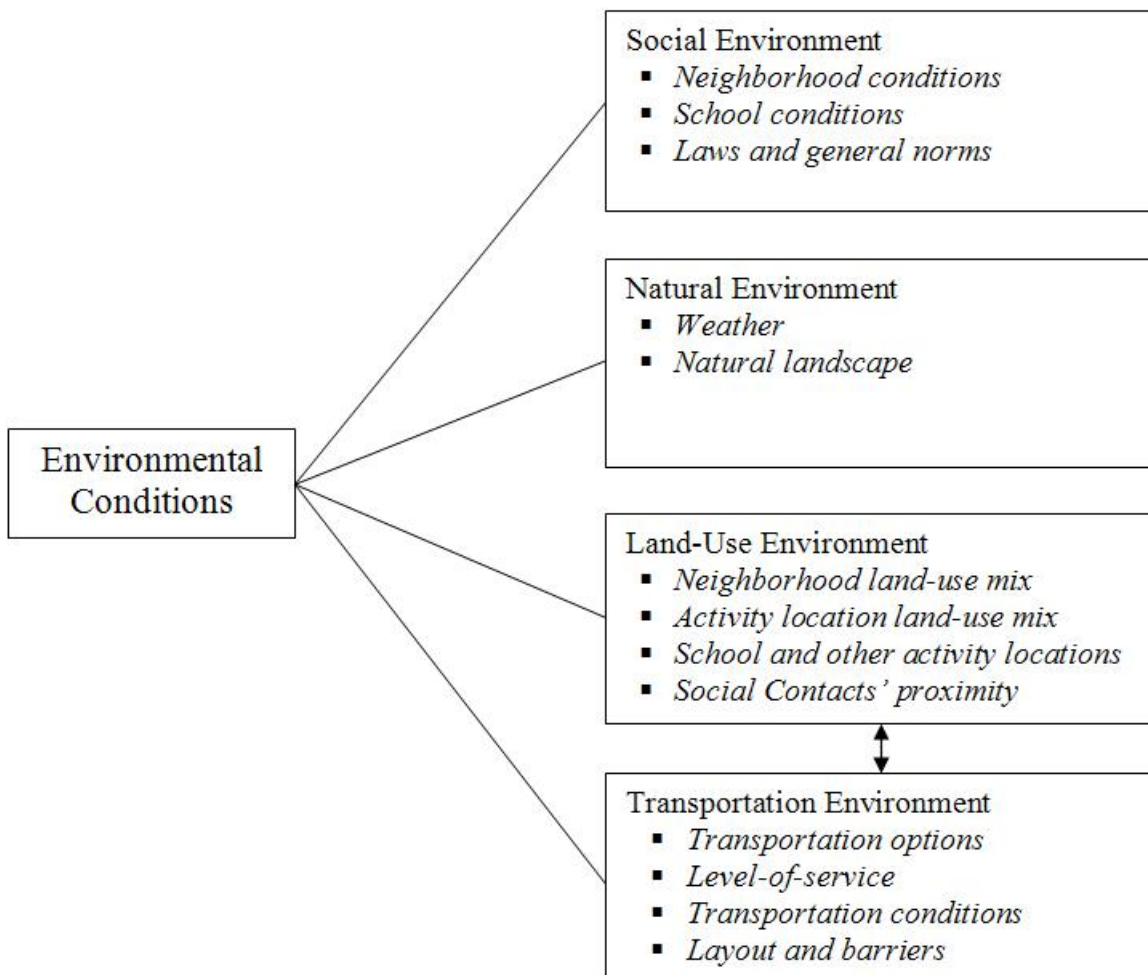 Social Environment
▪ Neighborhood conditions
▪ School conditions
▪ Laws and general norms
Natural Environment
▪ Weather
▪ Natural landscape
Environmental
Conditions
Land-Use Environment
▪ Neighborhood land-use mix
▪ Activity location land-use mix
▪ School and other activity locations
▪ Social Contacts’ proximity
Transportation Environment
▪ Transportation options
▪ Level-of-service
▪ Transportation conditions
▪ Layout and barriers